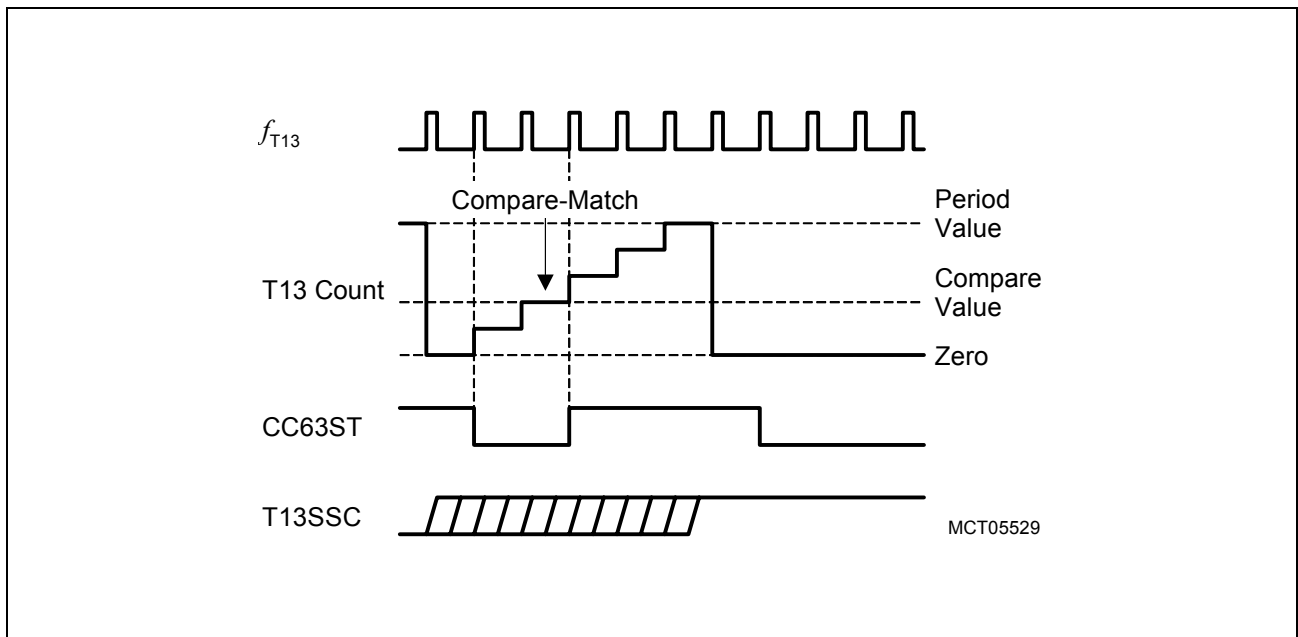 fT13
Compare-Match
Period
Value
T13 Count
Compare
Value
Zero
CC63ST
T13SSC
MCT05529